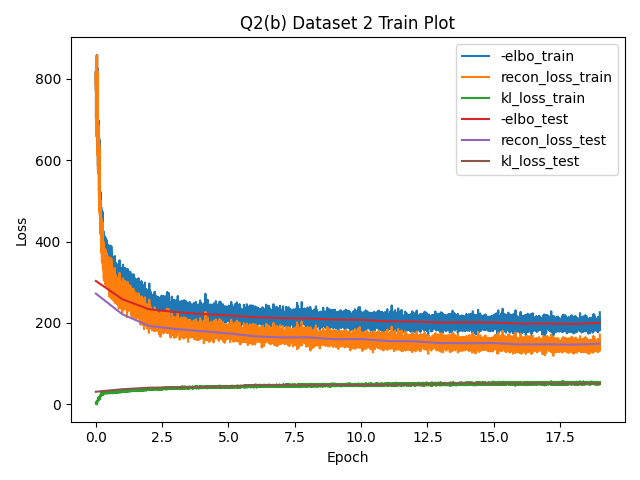 Q2(b) Dataset 2 Train Plot
-elbo_train
recon_loss_train
kl_loss_train
-elbo_test
recon_loss_test
kl_loss_test
800
600
400
200
0
Loss
0.0 2.5 5.0 7.5 10.0 12.5 15.0 17.5
Epoch